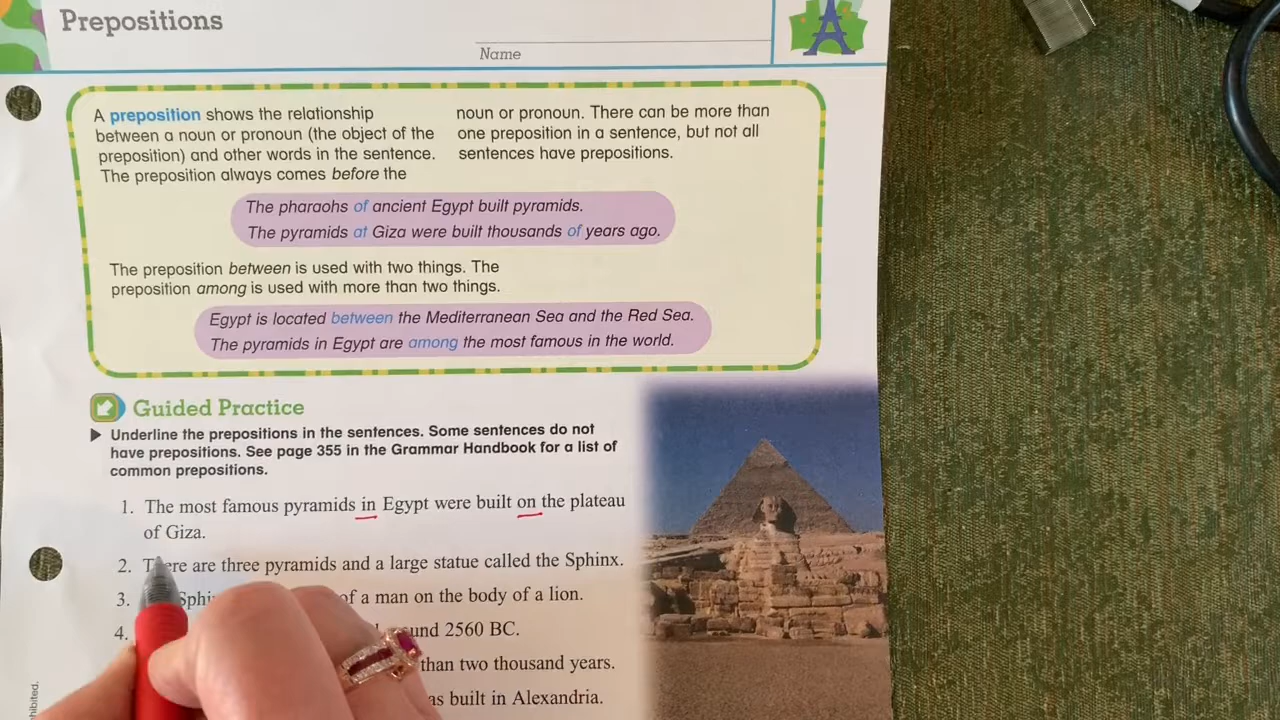 Prepositions
Name
A preposition shows the relationship
between a noun or pronoun (the object of the
preposition) and other words in the sentence.
The preposition always comes before the
noun or pronoun. There can be more than
one preposition in a sentence, but not all
sentences have prepositions.
The pharaohs of ancient Egypt built pyramids.
The pyramids at Giza were built thousands of years ago.
The preposition between is used with two things. The
preposition among is used with more than two things.
Egypt is located between the Mediterranean Sea and the Red Sea.
The pyramids in Egypt are among the most famous in the world.
Guided Practice
Underline the prepositions in the sentences. Some sentences do not
have prepositions. See page 355 in the Grammar Handbook for a list of
common prepositions.
1. The most famous pyramids in Egypt were built on the plateau
of Giza.
2. There are three pyramids and a large statue called the Sphinx.
3. of a man on the body of a lion.
4. 2560 BC.
than two thousand years.
built in Alexandria.